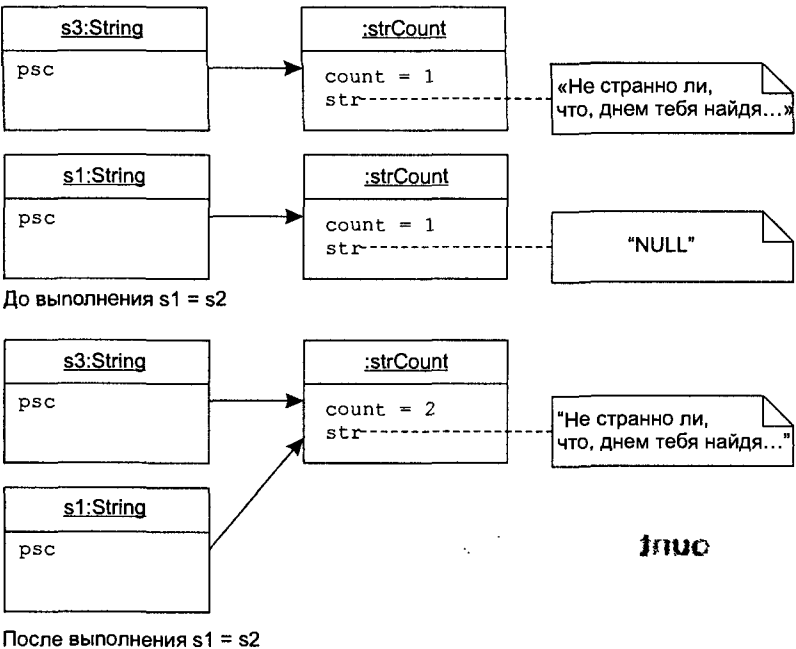 s3:String
:strCount
psc
count = 1
str
«Не странно ли,
что, днем тебя найдя...»
s1:String
:strCount
psc
count = 1
str
“NULL”
До выполнения s1 = s2
s3:String
:strCount
psc
count = 2
str
“Не странно ли,
что, днем тебя найдя...”
s1:String
psc
После выполнения s1 = s2